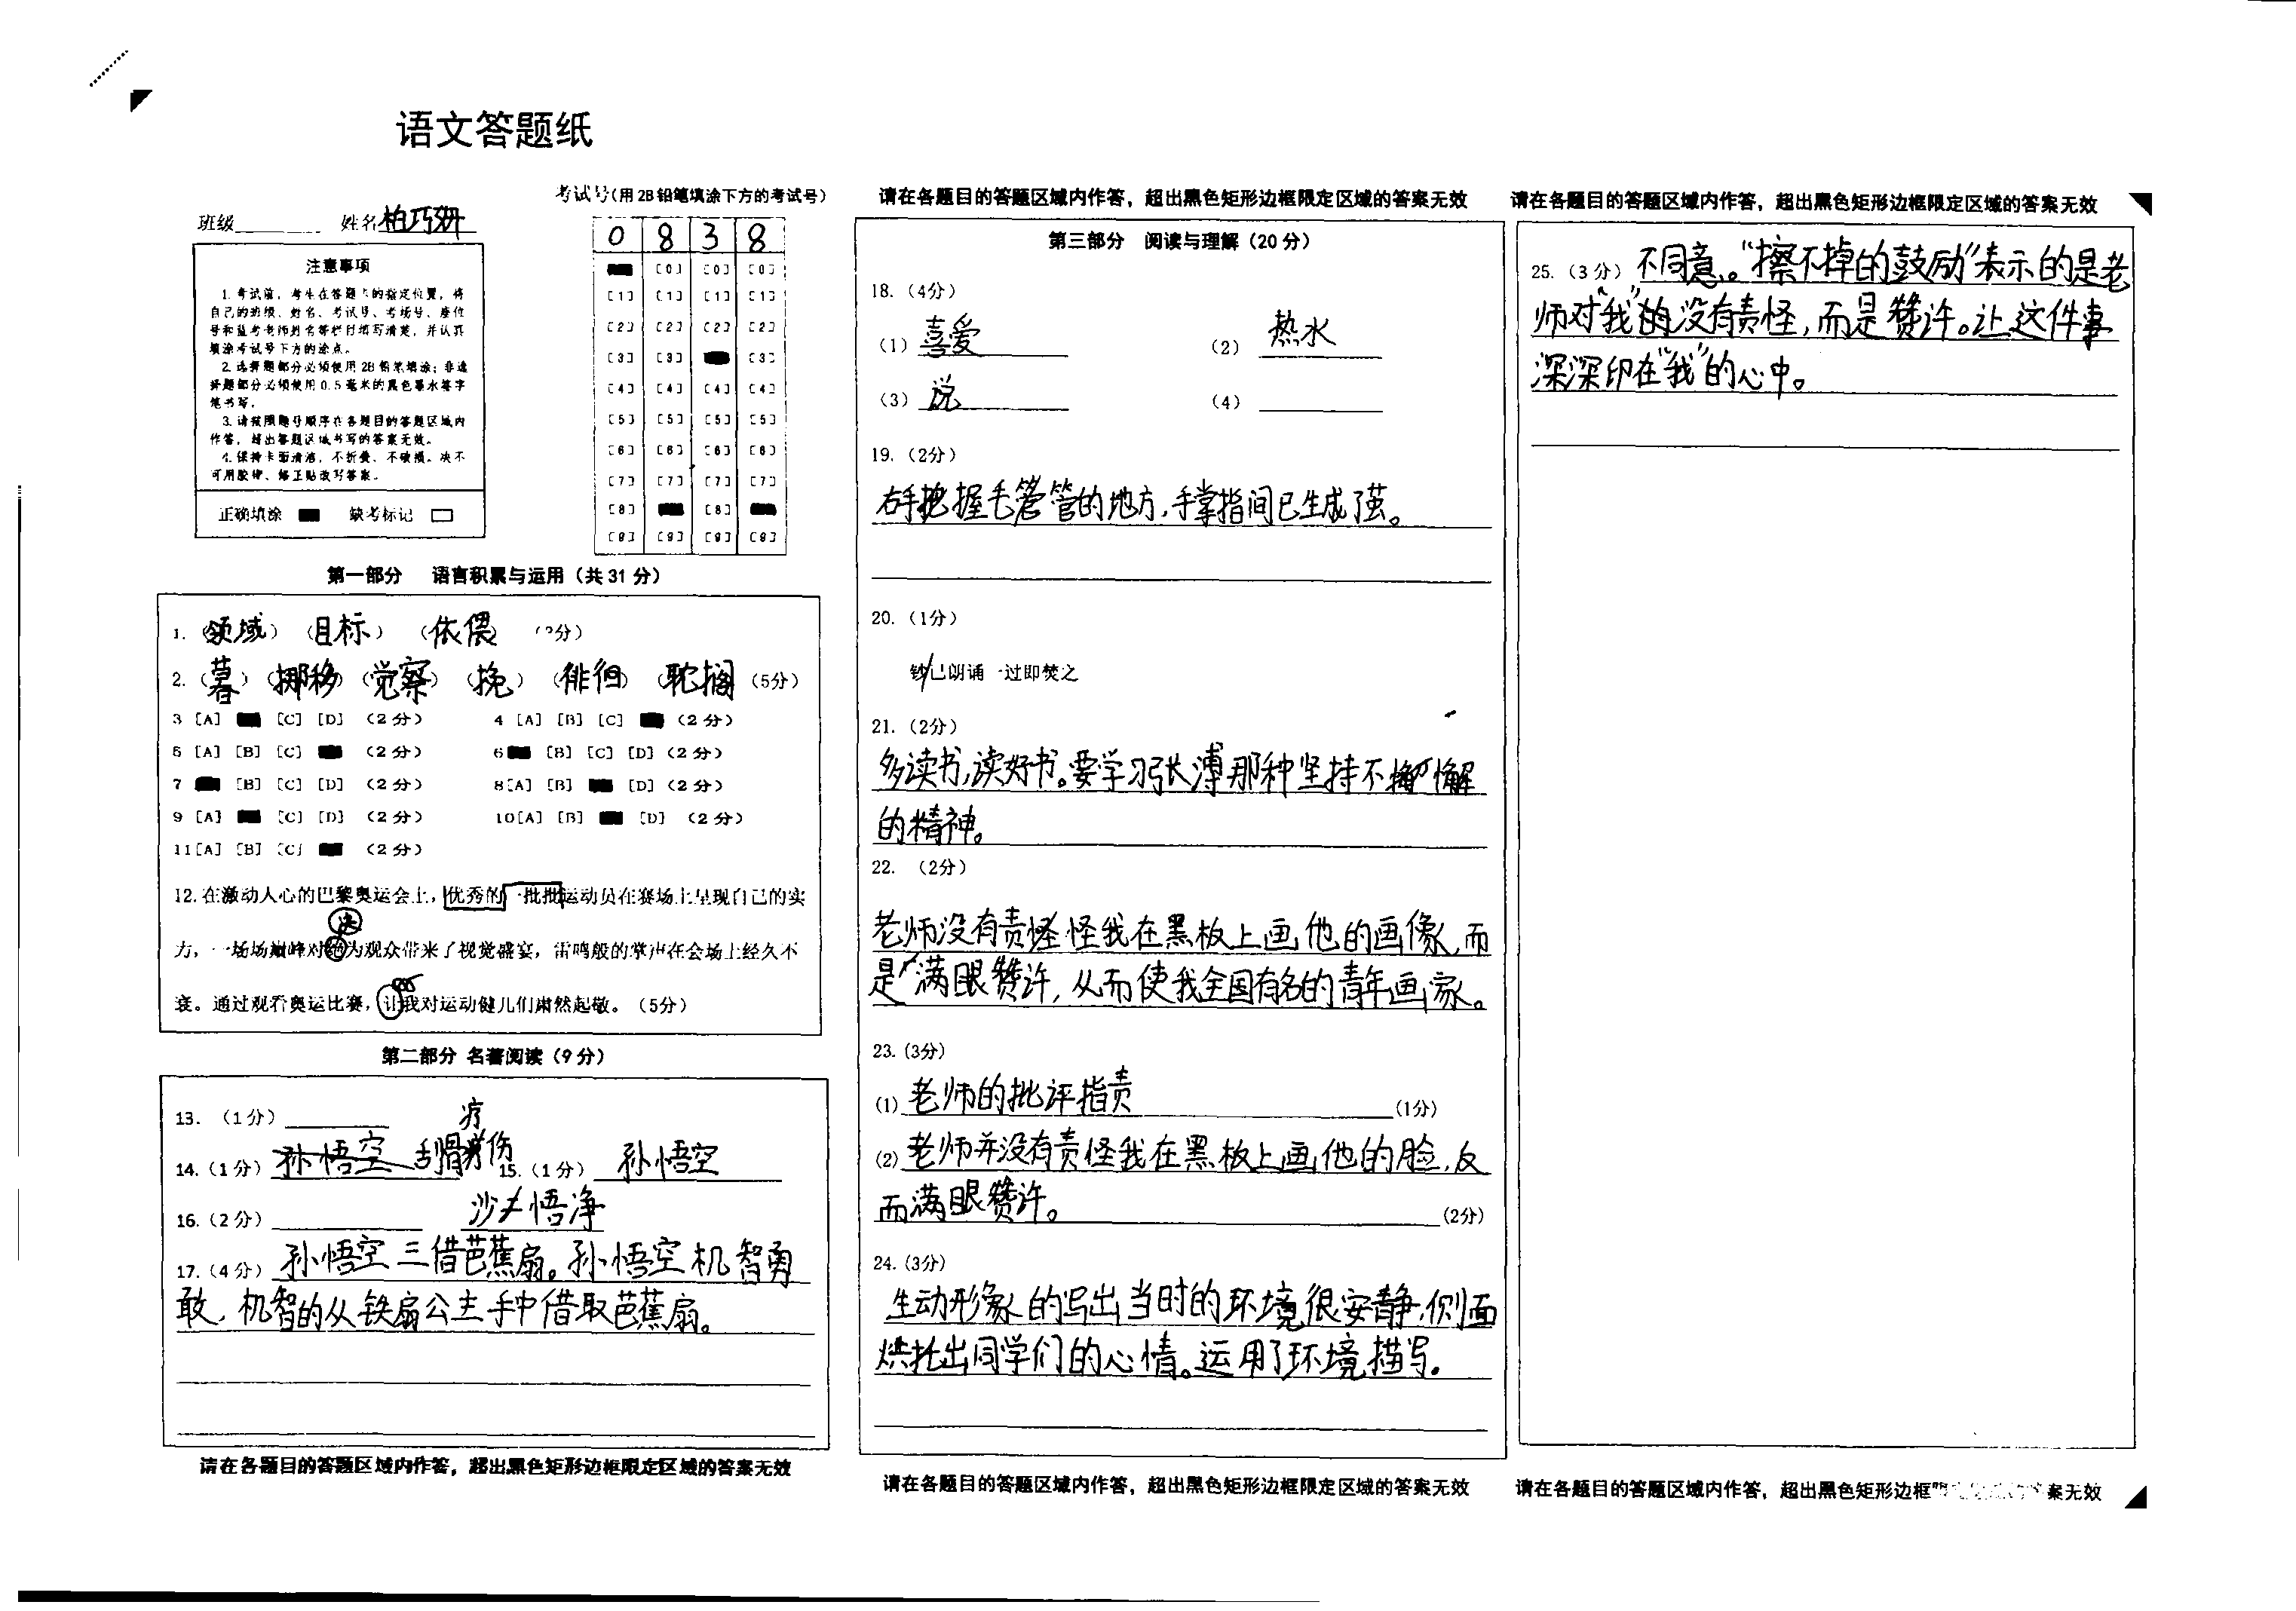 语文答题纸
班级 姓名 柏巧妍
考试号(用2B铅笔填涂下方的考试号)
0 8 3 8
[0] [0] [0]
[1] [1] [1] [1]
[2] [2] [2] [2]
[3] [3] [3]
[4] [4] [4] [4]
[5] [5] [5] [5]
[6] [6] [6] [6]
[7] [7] [7] [7]
[8] [8]
[9] [9] [9] [9]
注意事项
1.考试前，考生在答题卡的指定位置，将
自己的班级、姓名、考试号、考场号、座位
号和监考老师姓名等栏目填写清楚，并认真
填涂考试号下方的涂点。
2.选择题部分必须使用2B铅笔填涂；非选
择题部分必须使用0.5毫米的黑色墨水签字
笔书写。
3.请按照题号顺序在各题目的答题区域内
作答，超出答题区域书写的答案无效。
4.保持卡面清洁，不折叠、不破损。决不
可用胶带、修正贴改写答案。
正确填涂 缺考标记
第一部分 语言积累与运用（共31分）
1.（领域）（目标）（依偎）
2.（暮）（挪移）（觉察）（挽）（徘徊）（耽搁）（5分）
3 [A] [C] [D] （2分） 4 [A] [B] [C] （2分）
5 [A] [B] [C] （2分） 6 [B] [C] [D]（2分）
7 [B] [C] [D] （2分） 8[A] [B] [D]（2分）
9 [A] [C] [D] （2分） 10[A] [B] [D] （2分）
11[A] [B] [C] （2分）
12.在激动人心的巴黎奥运会上，优秀的一批批运动员在赛场上呈现自己的实
决
力，一场场巅峰对绝为观众带来了视觉盛宴，雷鸣般的掌声在会场上经久不
衰。通过观看奥运比赛，让我对运动健儿们肃然起敬。（5分）
第二部分 名著阅读（9分）
13.（1分）
14.（1分）孙悟空 刮骨疗伤 15.（1分）孙悟空
16.（2分） 沙悟净
17.（4分）孙悟空三借芭蕉扇。孙悟空机智勇
敢，机智的从铁扇公主手中借取芭蕉扇。
请在各题目的答题区域内作答，超出黑色矩形边框限定区域的答案无效
请在各题目的答题区域内作答，超出黑色矩形边框限定区域的答案无效
第三部分 阅读与理解（20分）
18.（4分）
（1）喜爱 （2）热水
（3）说 （4）
19.（2分）
右手把握毛管的地方，手掌指间已生成了茧。
20.（1分）
钞/已朗诵一过即焚之
21.（2分）
多读书，读好书。要学习张溥那种坚持不懈
的精神。
22.（2分）
老师没有责怪怪我在黑板上画他的画像，而
是满眼赞许，从而使我全国有名的青年画家。
23.(3分)
(1)老师的批评指责(1分)
(2)老师并没有责怪我在黑板上画他的脸，反
而满眼赞许。(2分)
24.(3分)
生动形象的写出当时的环境很安静，侧面
烘托出同学们的心情。运用了环境描写。
请在各题目的答题区域内作答，超出黑色矩形边框限定区域的答案无效
请在各题目的答题区域内作答，超出黑色矩形边框限定区域的答案无效
25.（3分）不同意。“擦不掉的鼓励”表示的是老
师对“我”的没有责怪，而是赞许。让这件事
深深印在“我”的心中。
请在各题目的答题区域内作答，超出黑色矩形边框 案无效